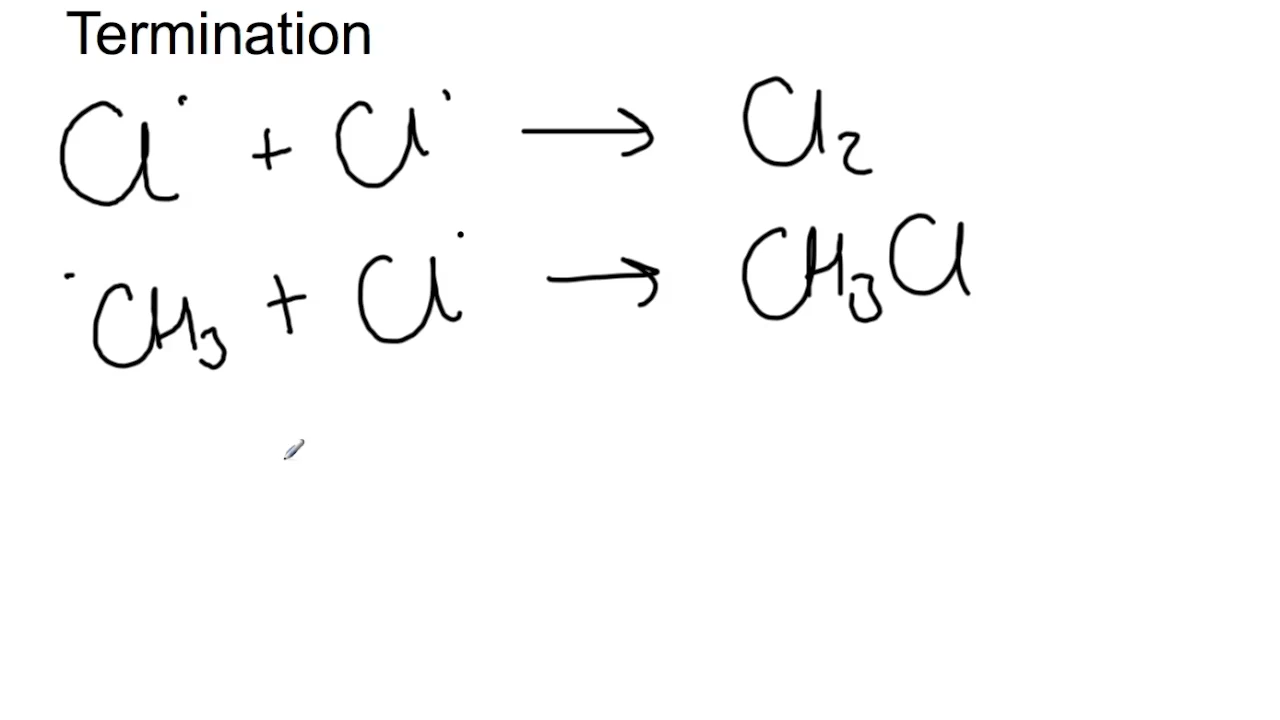 Termination
Cl˙ + Cl˙ → Cl₂
˙CH₃ + Cl˙ → CH₃Cl